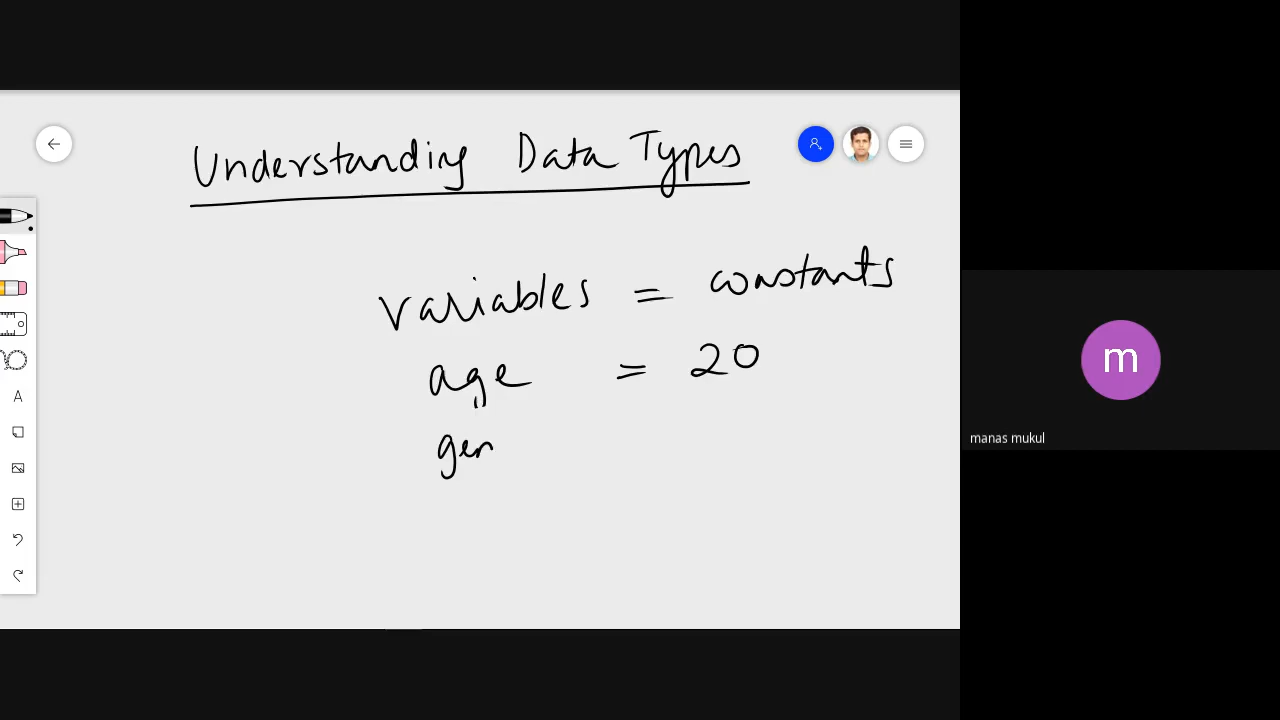 Understanding Data Types
variables = constants
age = 20
gen
A
m
manas mukul